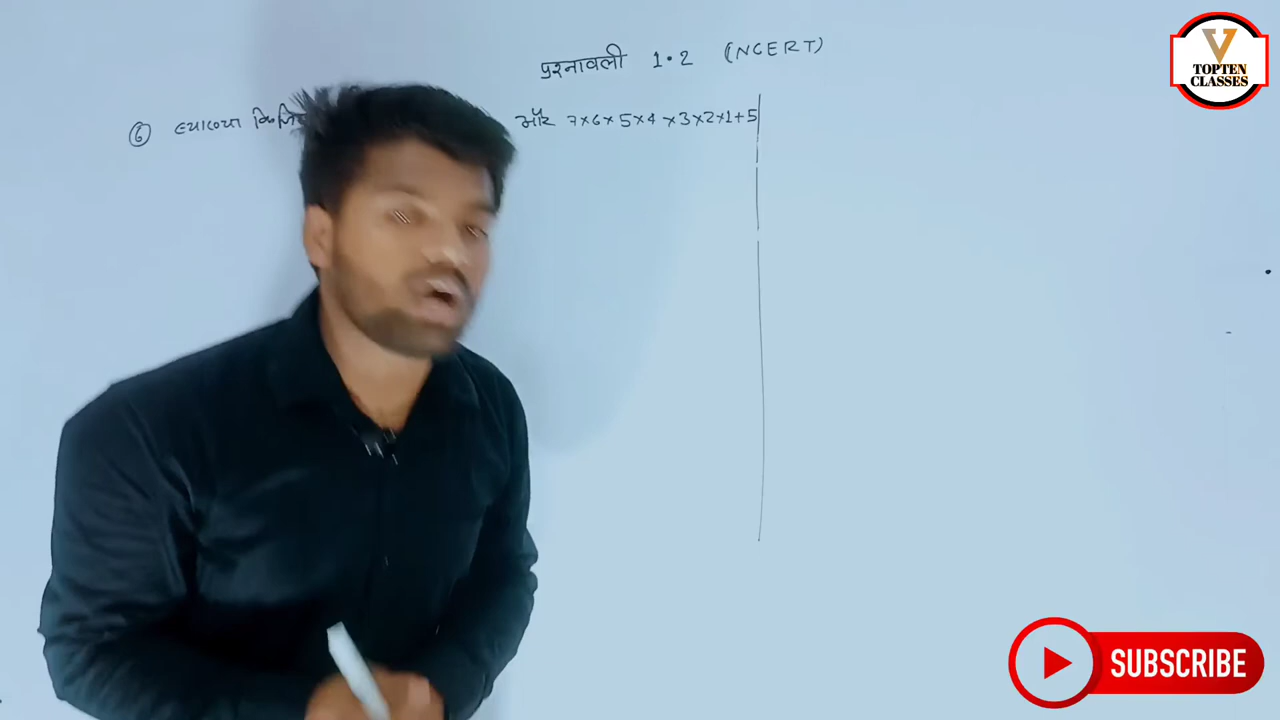 प्रश्नावली 1.2 (NCERT)
⑥ व्याख्या और 7×6×5×4×3×2×1+5
V
TOPTEN
CLASSES
SUBSCRIBE